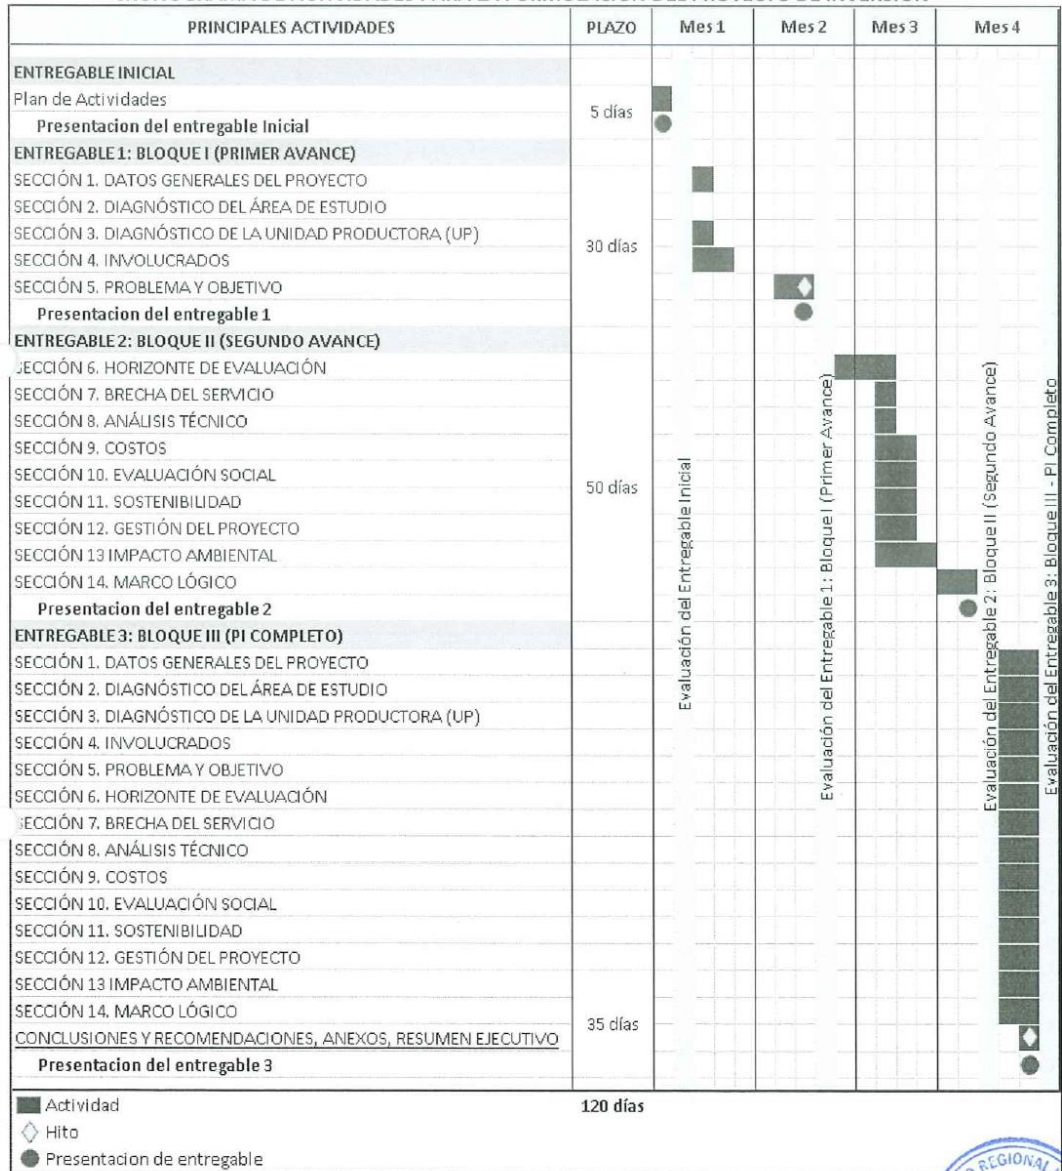 PRINCIPALES ACTIVIDADES PLAZO Mes 1 Mes 2 Mes 3 Mes 4
ENTREGABLE INICIAL
Plan de Actividades
5 días
Presentacion del entregable Inicial
ENTREGABLE 1: BLOQUE I (PRIMER AVANCE)
SECCIÓN 1. DATOS GENERALES DEL PROYECTO
SECCIÓN 2. DIAGNÓSTICO DEL ÁREA DE ESTUDIO
SECCIÓN 3. DIAGNÓSTICO DE LA UNIDAD PRODUCTORA (UP)
30 días
SECCIÓN 4. INVOLUCRADOS
SECCIÓN 5. PROBLEMA Y OBJETIVO
Presentacion del entregable 1
ENTREGABLE 2: BLOQUE II (SEGUNDO AVANCE)
SECCIÓN 6. HORIZONTE DE EVALUACIÓN
SECCIÓN 7. BRECHA DEL SERVICIO
SECCIÓN 8. ANÁLISIS TÉCNICO
SECCIÓN 9. COSTOS
SECCIÓN 10. EVALUACIÓN SOCIAL
50 días
SECCIÓN 11. SOSTENIBILIDAD
SECCIÓN 12. GESTIÓN DEL PROYECTO
SECCIÓN 13 IMPACTO AMBIENTAL
SECCIÓN 14. MARCO LÓGICO
Presentacion del entregable 2
ENTREGABLE 3: BLOQUE III (PI COMPLETO)
SECCIÓN 1. DATOS GENERALES DEL PROYECTO
SECCIÓN 2. DIAGNÓSTICO DEL ÁREA DE ESTUDIO
SECCIÓN 3. DIAGNÓSTICO DE LA UNIDAD PRODUCTORA (UP)
SECCIÓN 4. INVOLUCRADOS
SECCIÓN 5. PROBLEMA Y OBJETIVO
SECCIÓN 6. HORIZONTE DE EVALUACIÓN
SECCIÓN 7. BRECHA DEL SERVICIO
SECCIÓN 8. ANÁLISIS TÉCNICO
SECCIÓN 9. COSTOS
SECCIÓN 10. EVALUACIÓN SOCIAL
SECCIÓN 11. SOSTENIBILIDAD
SECCIÓN 12. GESTIÓN DEL PROYECTO
SECCIÓN 13 IMPACTO AMBIENTAL
SECCIÓN 14. MARCO LÓGICO
35 días
CONCLUSIONES Y RECOMENDACIONES, ANEXOS, RESUMEN EJECUTIVO
Presentacion del entregable 3
Evaluación del Entregable Inicial
Evaluación del Entregable 1: Bloque I (Primer Avance)
Evaluación del Entregable 2: Bloque II (Segundo Avance)
Evaluación del Entregable 3: Bloque III - PI Completo
Actividad 120 días
Hito
Presentacion de entregable
REGIONAL